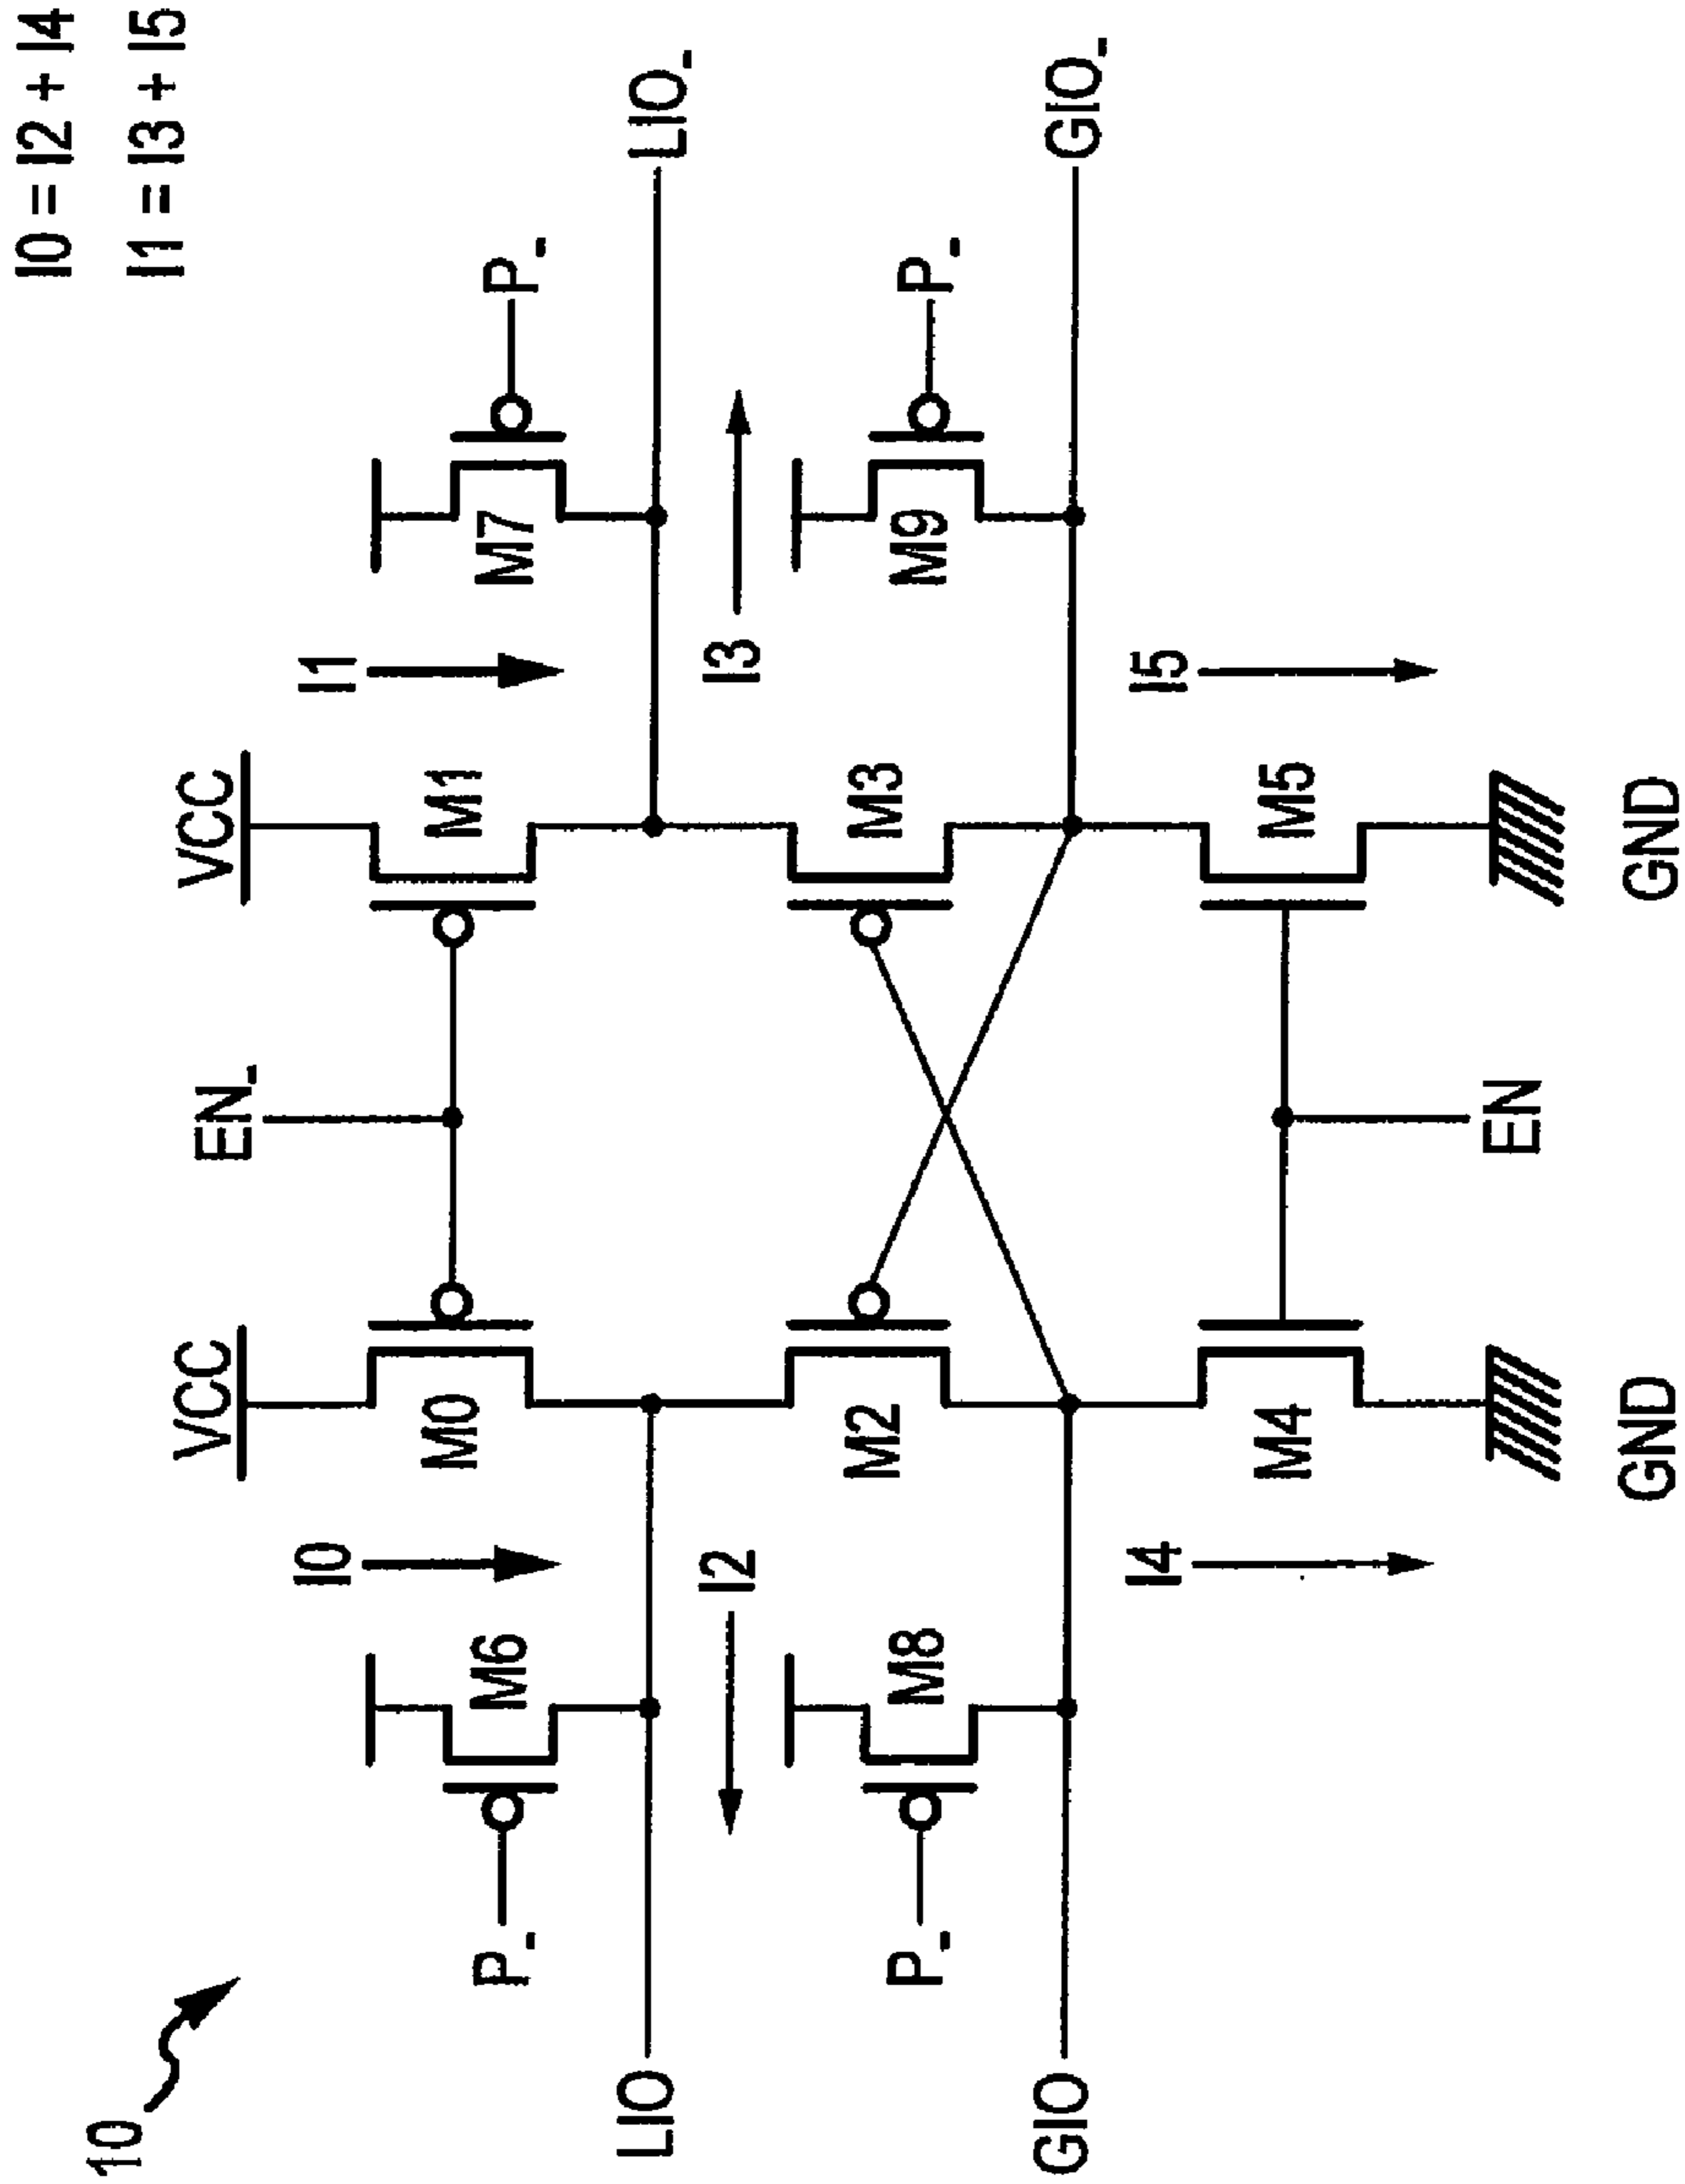 10
I0 = I2 + I4
I1 = I3 + I5
VCC
EN_
VCC
I0
I1
M0
M1
P_
M6
M7
P_
LIO
LIO_
I2
I3
P_
M8
M2
M3
M9
P_
GIO
GIO_
I4
I5
M4
M5
EN
GND
GND